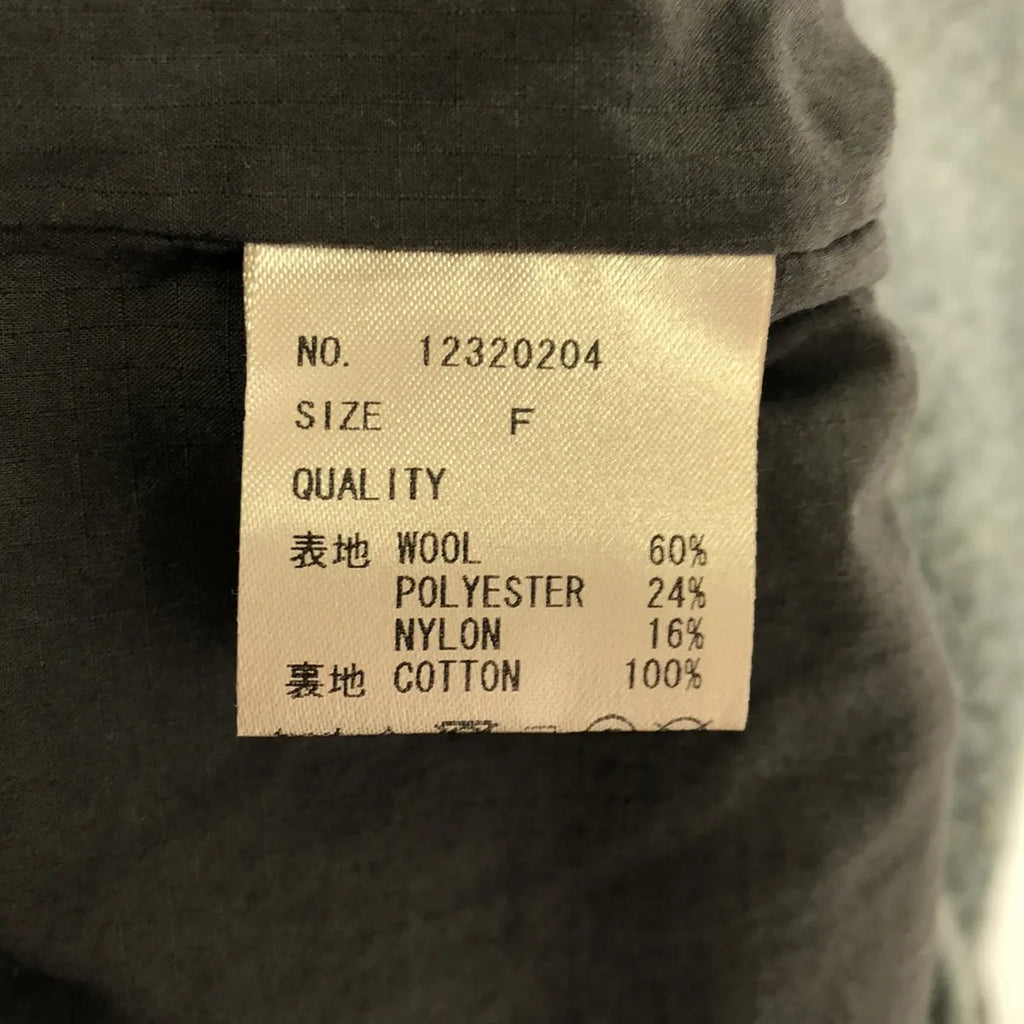 NO. 12320204
SIZE F
QUALITY
表地 WOOL 60%
POLYESTER 24%
NYLON 16%
裏地 COTTON 100%